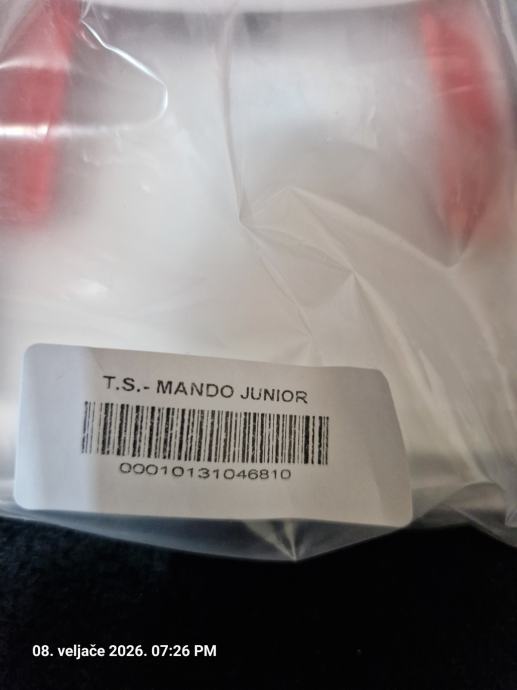 T.S.- MANDO JUNIOR
00010131046810
08. veljače 2026. 07:26 PM